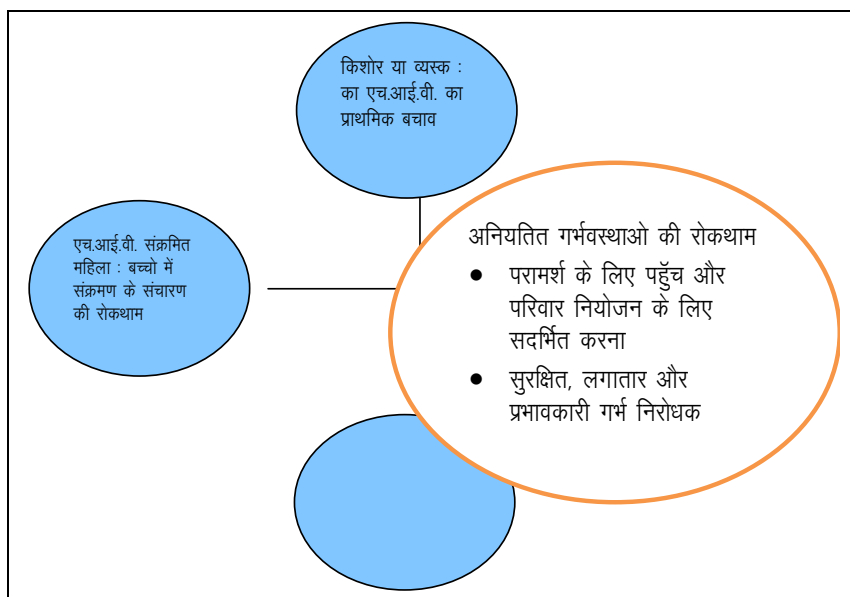 किशोर या व्यस्क :
का एच.आई.वी. का
प्राथमिक बचाव
एच.आई.वी. संक्रमित
महिला : बच्चो में
संक्रमण के संचारण
की रोकथाम
अनियतित गर्भवस्थाओ की रोकथाम
● परामर्श के लिए पहुॅच और
परिवार नियोजन के लिए
सदर्भित करना
● सुरक्षित, लगातार और
प्रभावकारी गर्भ निरोधक